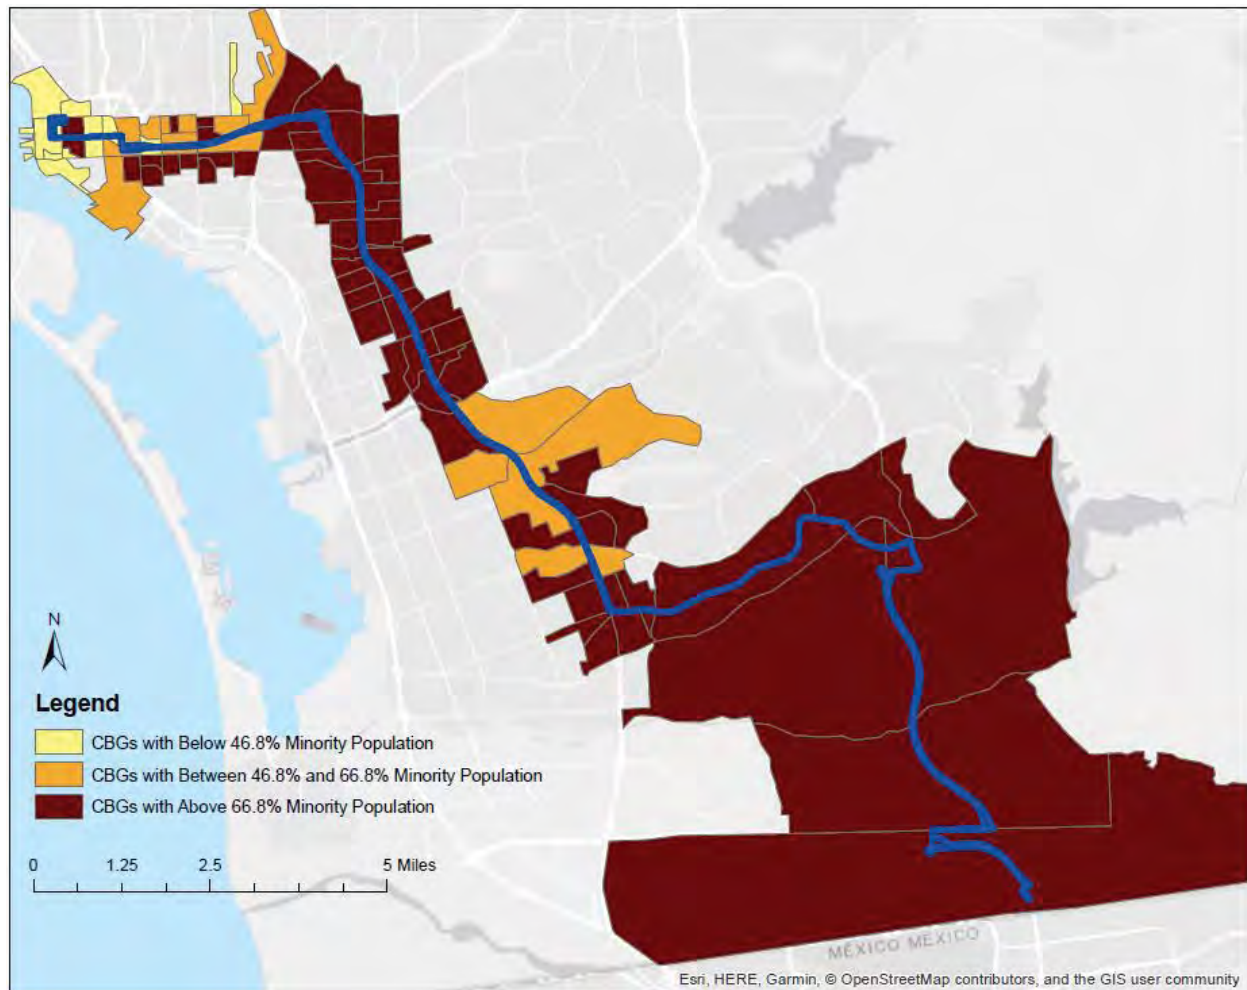 N
Legend
CBGs with Below 46.8% Minority Population
CBGs with Between 46.8% and 66.8% Minority Population
CBGs with Above 66.8% Minority Population
0 1.25 2.5 5 Miles
MÉXICO MÉXICO
Esri, HERE, Garmin, © OpenStreetMap contributors, and the GIS user community